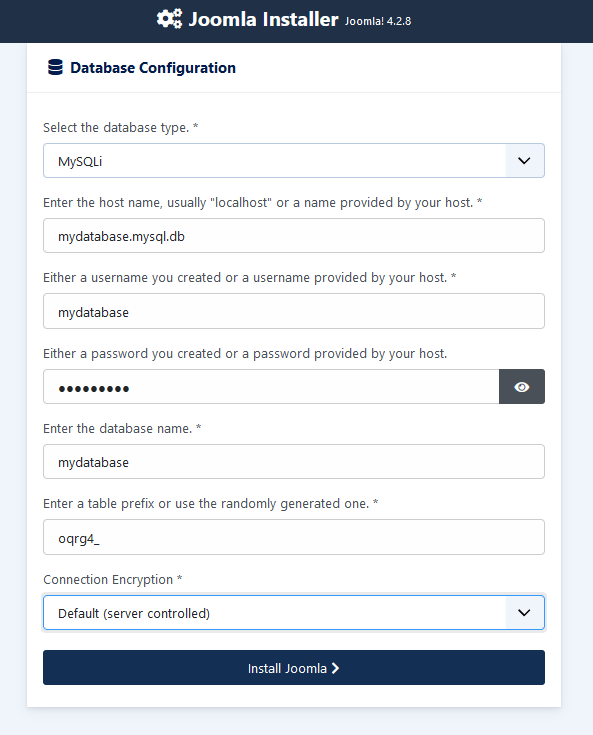 Joomla Installer Joomla! 4.2.8
Database Configuration
Select the database type. *
MySQLi
Enter the host name, usually "localhost" or a name provided by your host. *
mydatabase.mysql.db
Either a username you created or a username provided by your host. *
mydatabase
Either a password you created or a password provided by your host.
•••••••••
Enter the database name. *
mydatabase
Enter a table prefix or use the randomly generated one. *
oqrg4_
Connection Encryption *
Default (server controlled)
Install Joomla